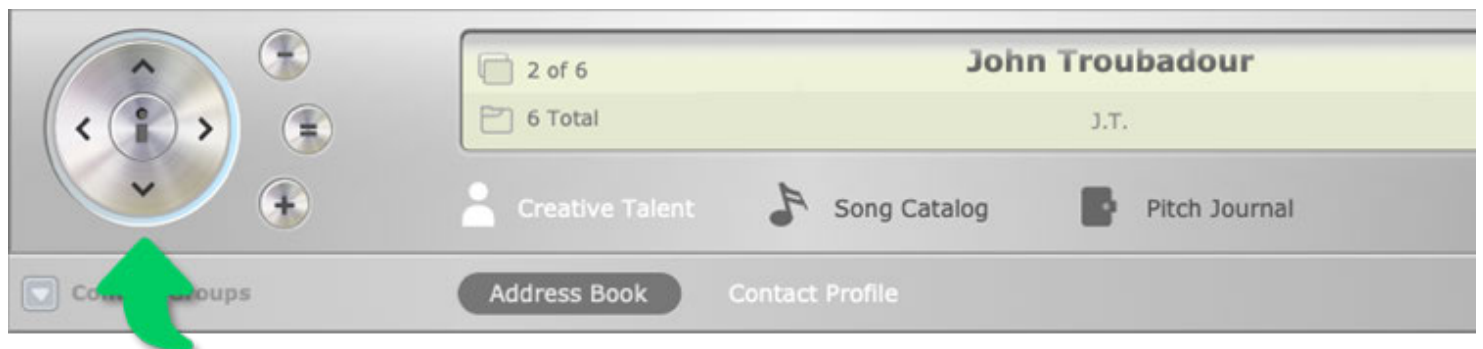 2 of 6
John Troubadour
6 Total
J.T.
Creative Talent
Song Catalog
Pitch Journal
Address Book
Contact Profile